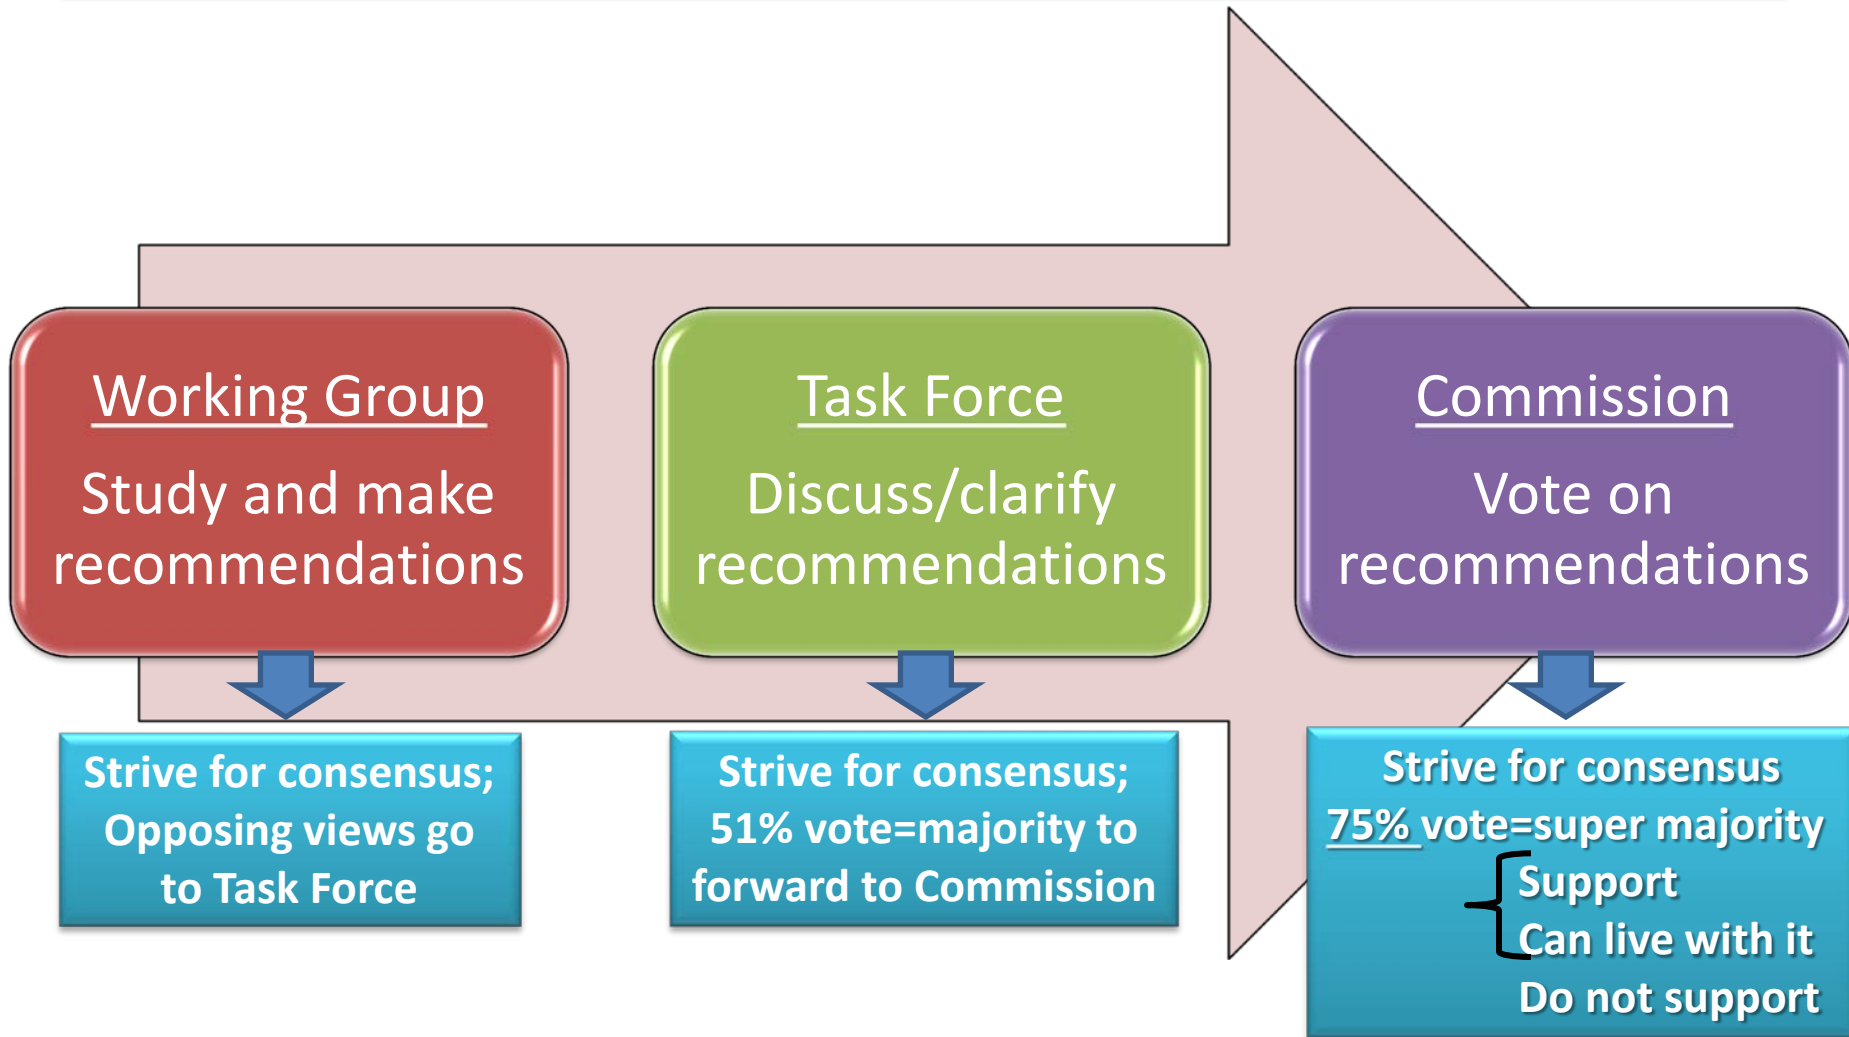 Working Group
Study and make
recommendations
Task Force
Discuss/clarify
recommendations
Commission
Vote on
recommendations
Strive for consensus;
Opposing views go
to Task Force
Strive for consensus;
51% vote=majority to
forward to Commission
Strive for consensus
75% vote=super majority
Support
Can live with it
Do not support